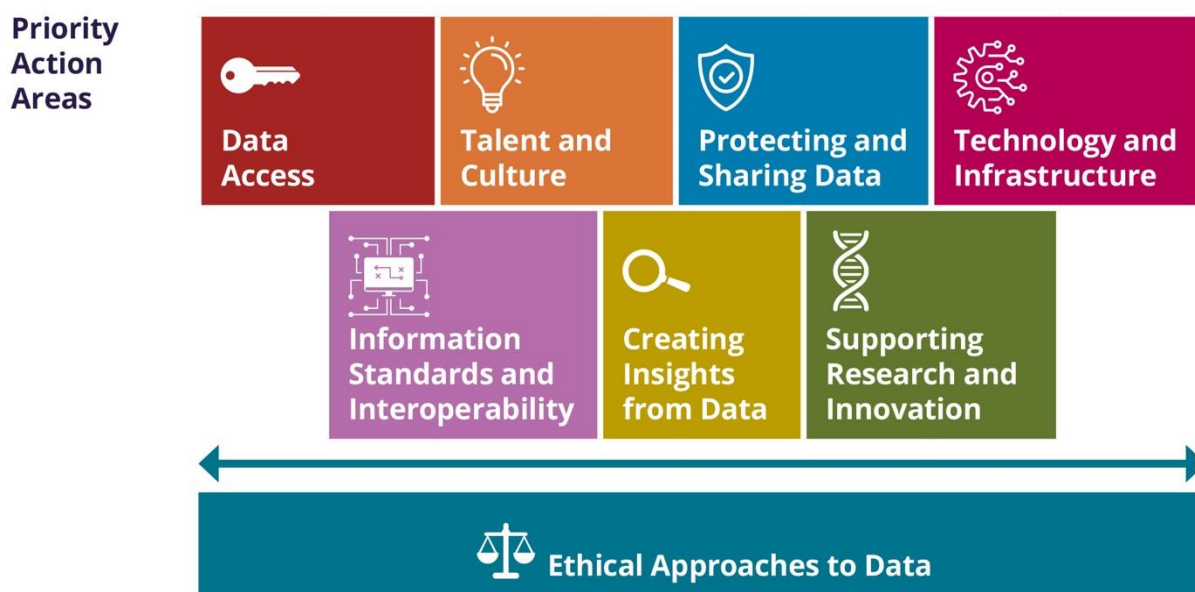 Priority
Action
Areas
Data
Access
Talent and
Culture
Protecting and
Sharing Data
Technology and
Infrastructure
Information
Standards and
Interoperability
Creating
Insights
from Data
Supporting
Research and
Innovation
Ethical Approaches to Data